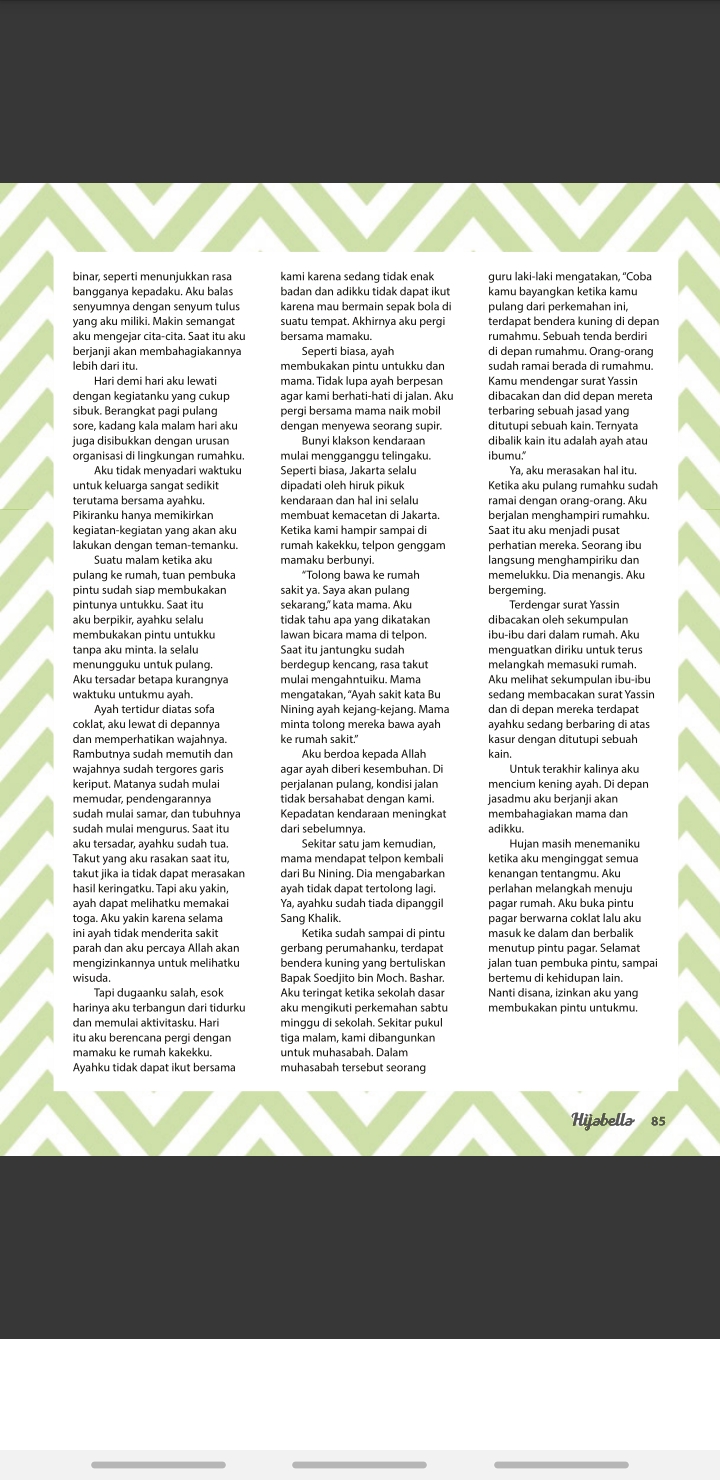 binar, seperti menunjukkan rasa
bangganya kepadaku. Aku balas
senyumnya dengan senyum tulus
yang aku miliki. Makin semangat
aku mengejar cita-cita. Saat itu aku
berjanji akan membahagiakannya
lebih dari itu.
Hari demi hari aku lewati
dengan kegiatanku yang cukup
sibuk. Berangkat pagi pulang
sore, kadang kala malam hari aku
juga disibukkan dengan urusan
organisasi di lingkungan rumahku.
Aku tidak menyadari waktuku
untuk keluarga sangat sedikit
terutama bersama ayahku.
Pikiranku hanya memikirkan
kegiatan-kegiatan yang akan aku
lakukan dengan teman-temanku.
Suatu malam ketika aku
pulang ke rumah, tuan pembuka
pintu sudah siap membukakan
pintunya untukku. Saat itu
aku berpikir, ayahku selalu
membukakan pintu untukku
tanpa aku minta. Ia selalu
menungguku untuk pulang.
Aku tersadar betapa kurangnya
waktuku untukmu ayah.
Ayah tertidur diatas sofa
coklat, aku lewat di depannya
dan memperhatikan wajahnya.
Rambutnya sudah memutih dan
wajahnya sudah tergores garis
keriput. Matanya sudah mulai
memudar, pendengarannya
sudah mulai samar, dan tubuhnya
sudah mulai mengurus. Saat itu
aku tersadar, ayahku sudah tua.
Takut yang aku rasakan saat itu,
takut jika ia tidak dapat merasakan
hasil keringatku. Tapi aku yakin,
ayah dapat melihatku memakai
toga. Aku yakin karena selama
ini ayah tidak menderita sakit
parah dan aku percaya Allah akan
mengizinkannya untuk melihatku
wisuda.
Tapi dugaanku salah, esok
harinya aku terbangun dari tidurku
dan memulai aktivitasku. Hari
itu aku berencana pergi dengan
mamaku ke rumah kakekku.
Ayahku tidak dapat ikut bersama
kami karena sedang tidak enak
badan dan adikku tidak dapat ikut
karena mau bermain sepak bola di
suatu tempat. Akhirnya aku pergi
bersama mamaku.
Seperti biasa, ayah
membukakan pintu untukku dan
mama. Tidak lupa ayah berpesan
agar kami berhati-hati di jalan. Aku
pergi bersama mama naik mobil
dengan menyewa seorang supir.
Bunyi klakson kendaraan
mulai mengganggu telingaku.
Seperti biasa, Jakarta selalu
dipadati oleh hiruk pikuk
kendaraan dan hal ini selalu
membuat kemacetan di Jakarta.
Ketika kami hampir sampai di
rumah kakekku, telpon genggam
mamaku berbunyi.
"Tolong bawa ke rumah
sakit ya. Saya akan pulang
sekarang," kata mama. Aku
tidak tahu apa yang dikatakan
lawan bicara mama di telpon.
Saat itu jantungku sudah
berdegup kencang, rasa takut
mulai mengahntuiku. Mama
mengatakan, "Ayah sakit kata Bu
Nining ayah kejang-kejang. Mama
minta tolong mereka bawa ayah
ke rumah sakit."
Aku berdoa kepada Allah
agar ayah diberi kesembuhan. Di
perjalanan pulang, kondisi jalan
tidak bersahabat dengan kami.
Kepadatan kendaraan meningkat
dari sebelumnya.
Sekitar satu jam kemudian,
mama mendapat telpon kembali
dari Bu Nining. Dia mengabarkan
ayah tidak dapat tertolong lagi.
Ya, ayahku sudah tiada dipanggil
Sang Khalik.
Ketika sudah sampai di pintu
gerbang perumahanku, terdapat
bendera kuning yang bertuliskan
Bapak Soedjito bin Moch. Bashar.
Aku teringat ketika sekolah dasar
aku mengikuti perkemahan sabtu
minggu di sekolah. Sekitar pukul
tiga malam, kami dibangunkan
untuk muhasabah. Dalam
muhasabah tersebut seorang
guru laki-laki mengatakan, "Coba
kamu bayangkan ketika kamu
pulang dari perkemahan ini,
terdapat bendera kuning di depan
rumahmu. Sebuah tenda berdiri
di depan rumahmu. Orang-orang
sudah ramai berada di rumahmu.
Kamu mendengar surat Yassin
dibacakan dan did depan mereta
terbaring sebuah jasad yang
ditutupi sebuah kain. Ternyata
dibalik kain itu adalah ayah atau
ibumu."
Ya, aku merasakan hal itu.
Ketika aku pulang rumahku sudah
ramai dengan orang-orang. Aku
berjalan menghampiri rumahku.
Saat itu aku menjadi pusat
perhatian mereka. Seorang ibu
langsung menghampiriku dan
memelukku. Dia menangis. Aku
bergeming.
Terdengar surat Yassin
dibacakan oleh sekumpulan
ibu-ibu dari dalam rumah. Aku
menguatkan diriku untuk terus
melangkah memasuki rumah.
Aku melihat sekumpulan ibu-ibu
sedang membacakan surat Yassin
dan di depan mereka terdapat
ayahku sedang berbaring di atas
kasur dengan ditutupi sebuah
kain.
Untuk terakhir kalinya aku
mencium kening ayah. Di depan
jasadmu aku berjanji akan
membahagiakan mama dan
adikku.
Hujan masih menemaniku
ketika aku menginggat semua
kenangan tentangmu. Aku
perlahan melangkah menuju
pagar rumah. Aku buka pintu
pagar berwarna coklat lalu aku
masuk ke dalam dan berbalik
menutup pintu pagar. Selamat
jalan tuan pembuka pintu, sampai
bertemu di kehidupan lain.
Nanti disana, izinkan aku yang
membukakan pintu untukmu.
Hijabella 85